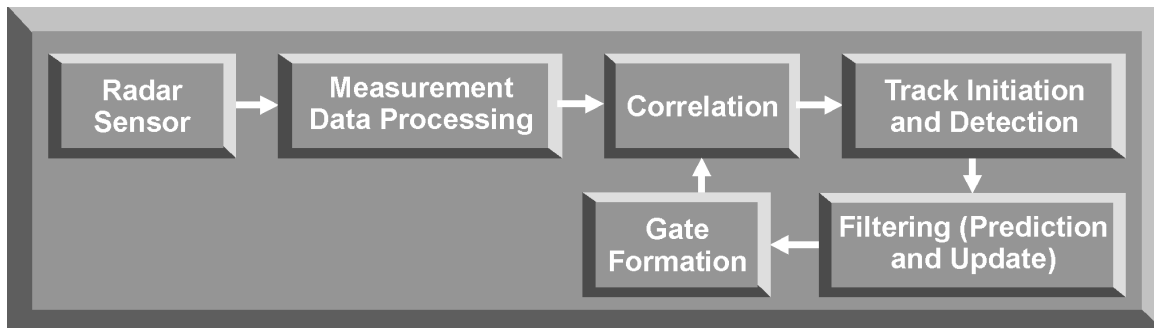 Radar
Sensor
Measurement
Data Processing
Correlation
Track Initiation
and Detection
Gate
Formation
Filtering (Prediction
and Update)